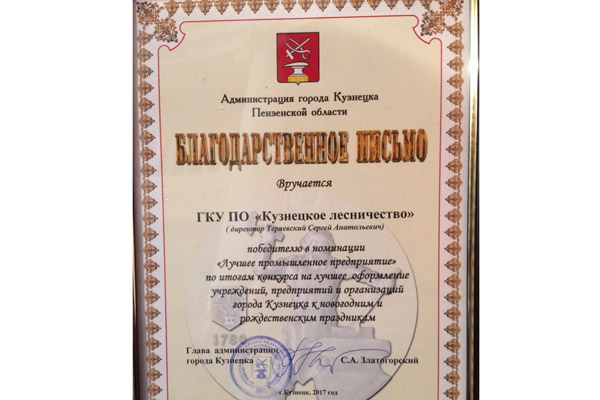 Администрация города Кузнецка
Пензенской области
БЛАГОДАРСТВЕННОЕ ПИСЬМО
Вручается
ГКУ ПО «Кузнецкое лесничество»
( директор Теряевский Сергей Анатольевич)
победителю в номинации
«Лучшее промышленное предприятие»
по итогам конкурса на лучшее оформление
учреждений, предприятий и организаций
города Кузнецка к новогодним и
рождественским праздникам
Глава администрации
города Кузнецка
С.А. Златогорский
г.Кузнецк, 2017 год